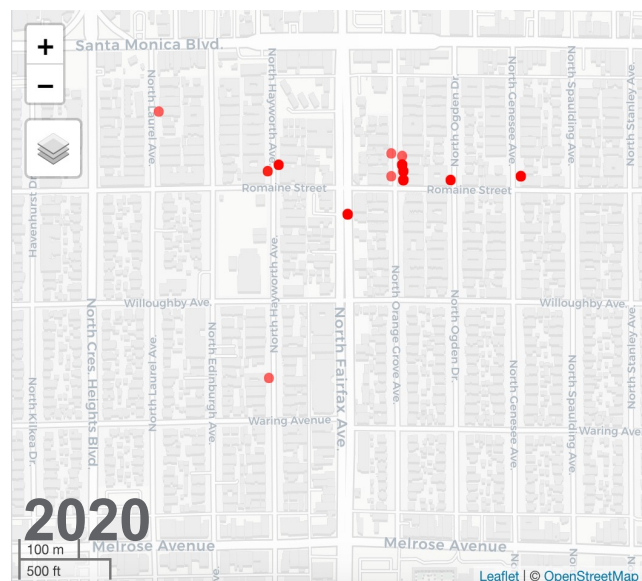 +
Santa Monica Blvd.
−
North Laurel Ave.
North Hayworth Ave.
North Ogden Dr.
North Genesee Ave.
North Spaulding Ave.
North Stanley Ave.
Havenhurst Dr.
Romaine Street
Romaine Street
North Hayworth Ave.
Willoughby Ave.
Willoughby Ave.
North Cres. Heights Blvd.
North Laurel Ave.
North Edinburgh Ave.
North Fairfax Ave.
North Orange Grove Ave.
North Ogden Dr.
North Genesee Ave.
North Spaulding Ave.
North Stanley Ave.
North Kilkea Dr.
Waring Avenue
Waring Ave
2020
100 m
500 ft
Melrose Avenue
Melrose Avenue
Leaflet | © OpenStreetMap